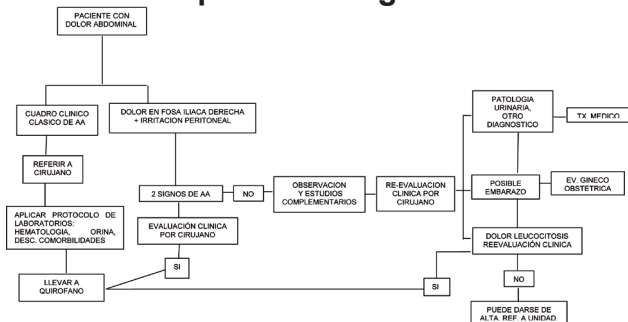 PACIENTE CON
DOLOR ABDOMINAL
CUADRO CLINICO
CLASICO DE AA
DOLOR EN FOSA ILIACA DERECHA
+ IRRITACION PERITONEAL
PATOLOGIA
URINARIA,
OTRO
DIAGNOSTICO
TX. MEDICO
REFERIR A
CIRUJANO
2 SIGNOS DE AA
NO
OBSERVACION
Y ESTUDIOS
COMPLEMENTARIOS
RE-EVALUACION
CLINICA POR
CIRUJANO
POSIBLE
EMBARAZO
EV. GINECO
OBSTETRICA
APLICAR PROTOCOLO DE
LABORATORIOS:
HEMATOLOGIA, ORINA,
DESC. COMORBILIDADES
EVALUACIÓN CLINICA
POR CIRUJANO
DOLOR LEUCOCITOSIS
REEVALUACIÓN CLINICA
SI
LLEVAR A
QUIROFANO
SI
NO
PUEDE DARSE DE
ALTA, REF. A UNIDAD.